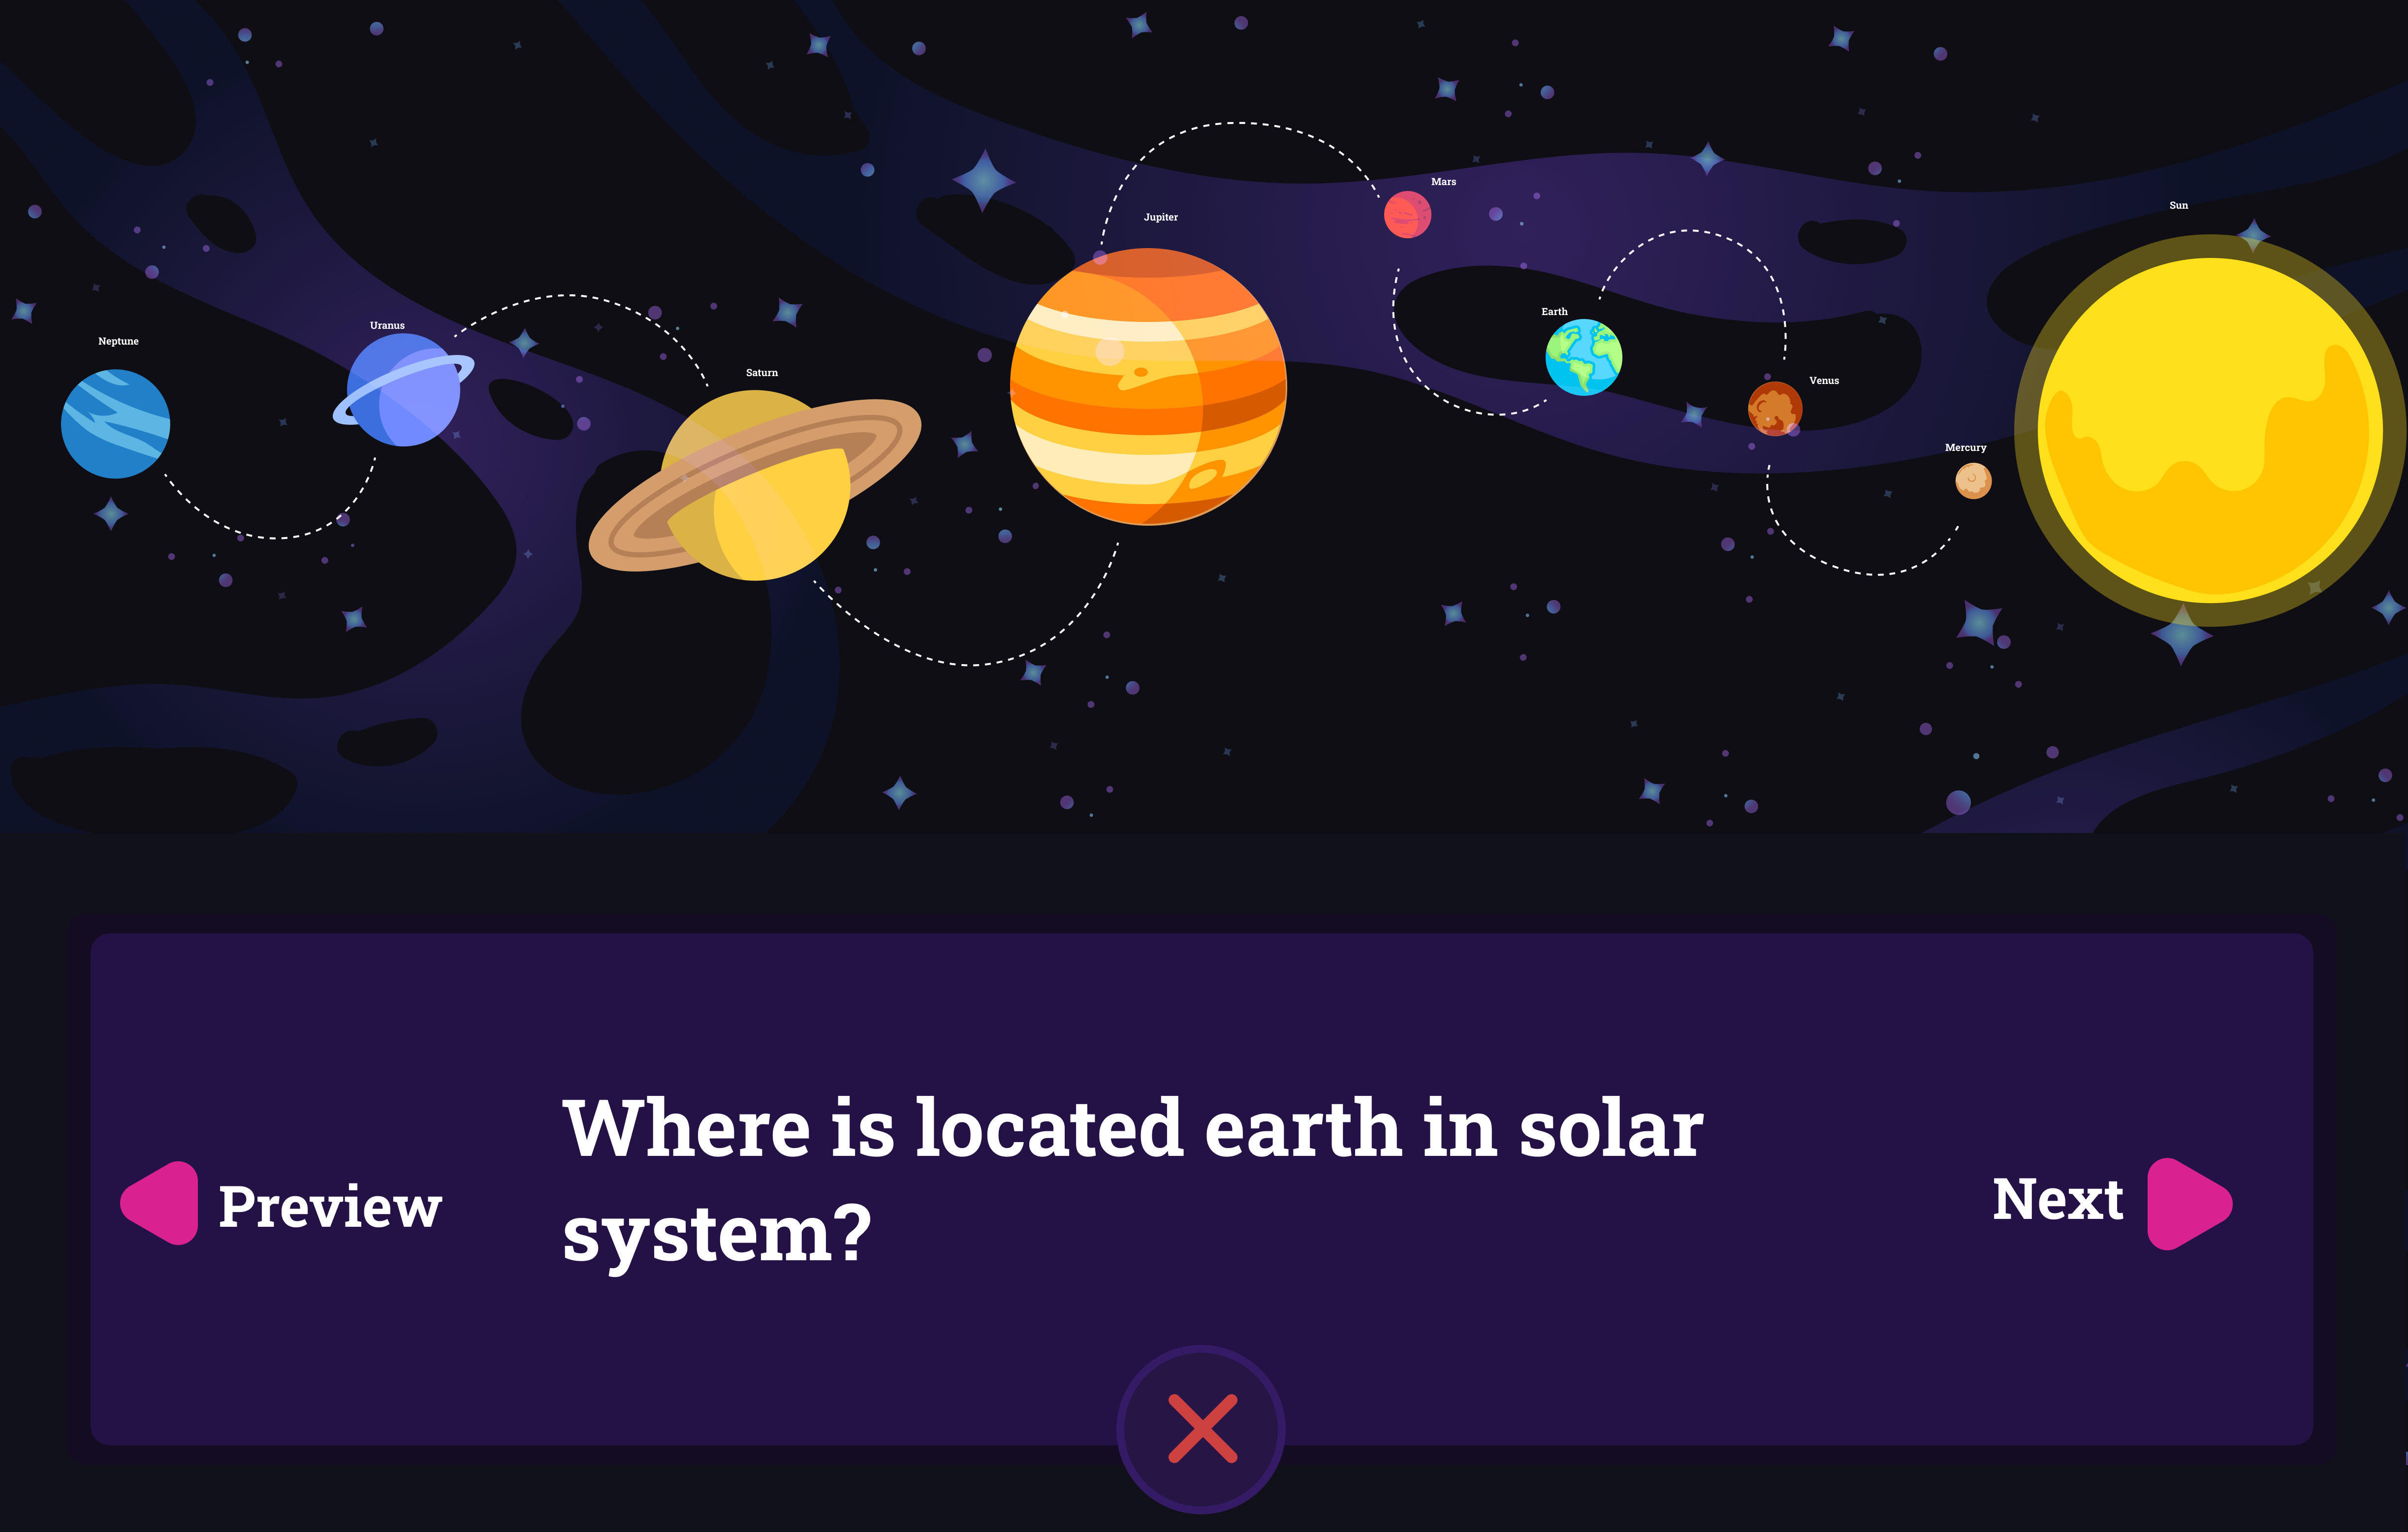 Mars
Sun
Jupiter
Earth
Uranus
Neptune
Saturn
Venus
Mercury
Where is located earth in solar
system?
Preview
Next